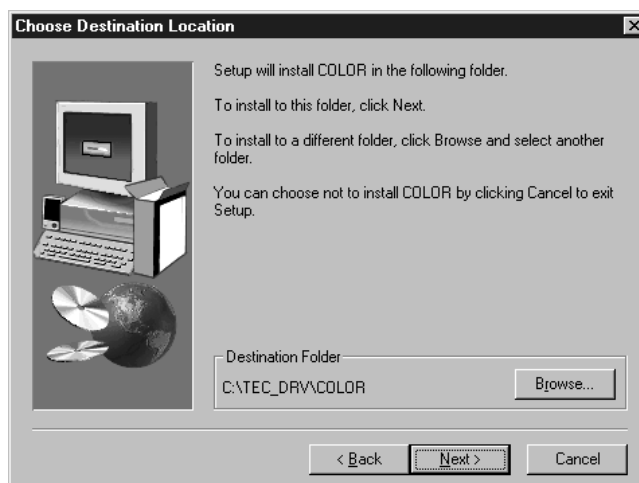 Choose Destination Location
Setup will install COLOR in the following folder.
To install to this folder, click Next.
To install to a different folder, click Browse and select another
folder.
You can choose not to install COLOR by clicking Cancel to exit
Setup.
Destination Folder
C:\TEC_DRV\COLOR
Browse...
< Back
Next >
Cancel